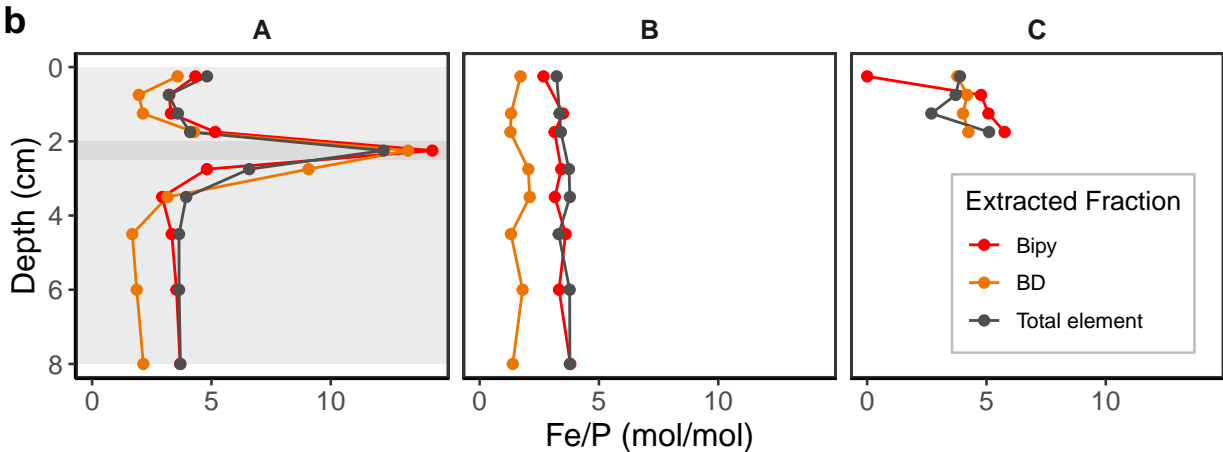 b
A B C
0
2
4
6
8
Depth (cm)
Extracted Fraction
Bipy
BD
Total element
0 5 10 0 5 10 0 5 10
Fe/P (mol/mol)